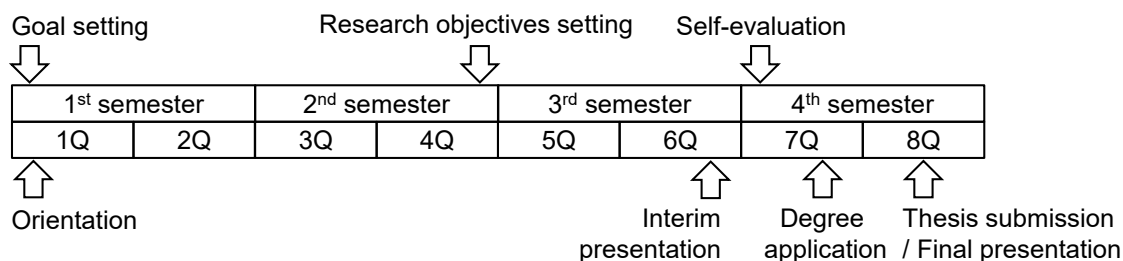 Goal setting Research objectives setting Self-evaluation
1st semester 2nd semester 3rd semester 4th semester
1Q 2Q 3Q 4Q 5Q 6Q 7Q 8Q
Orientation Interim Degree Thesis submission
presentation application / Final presentation